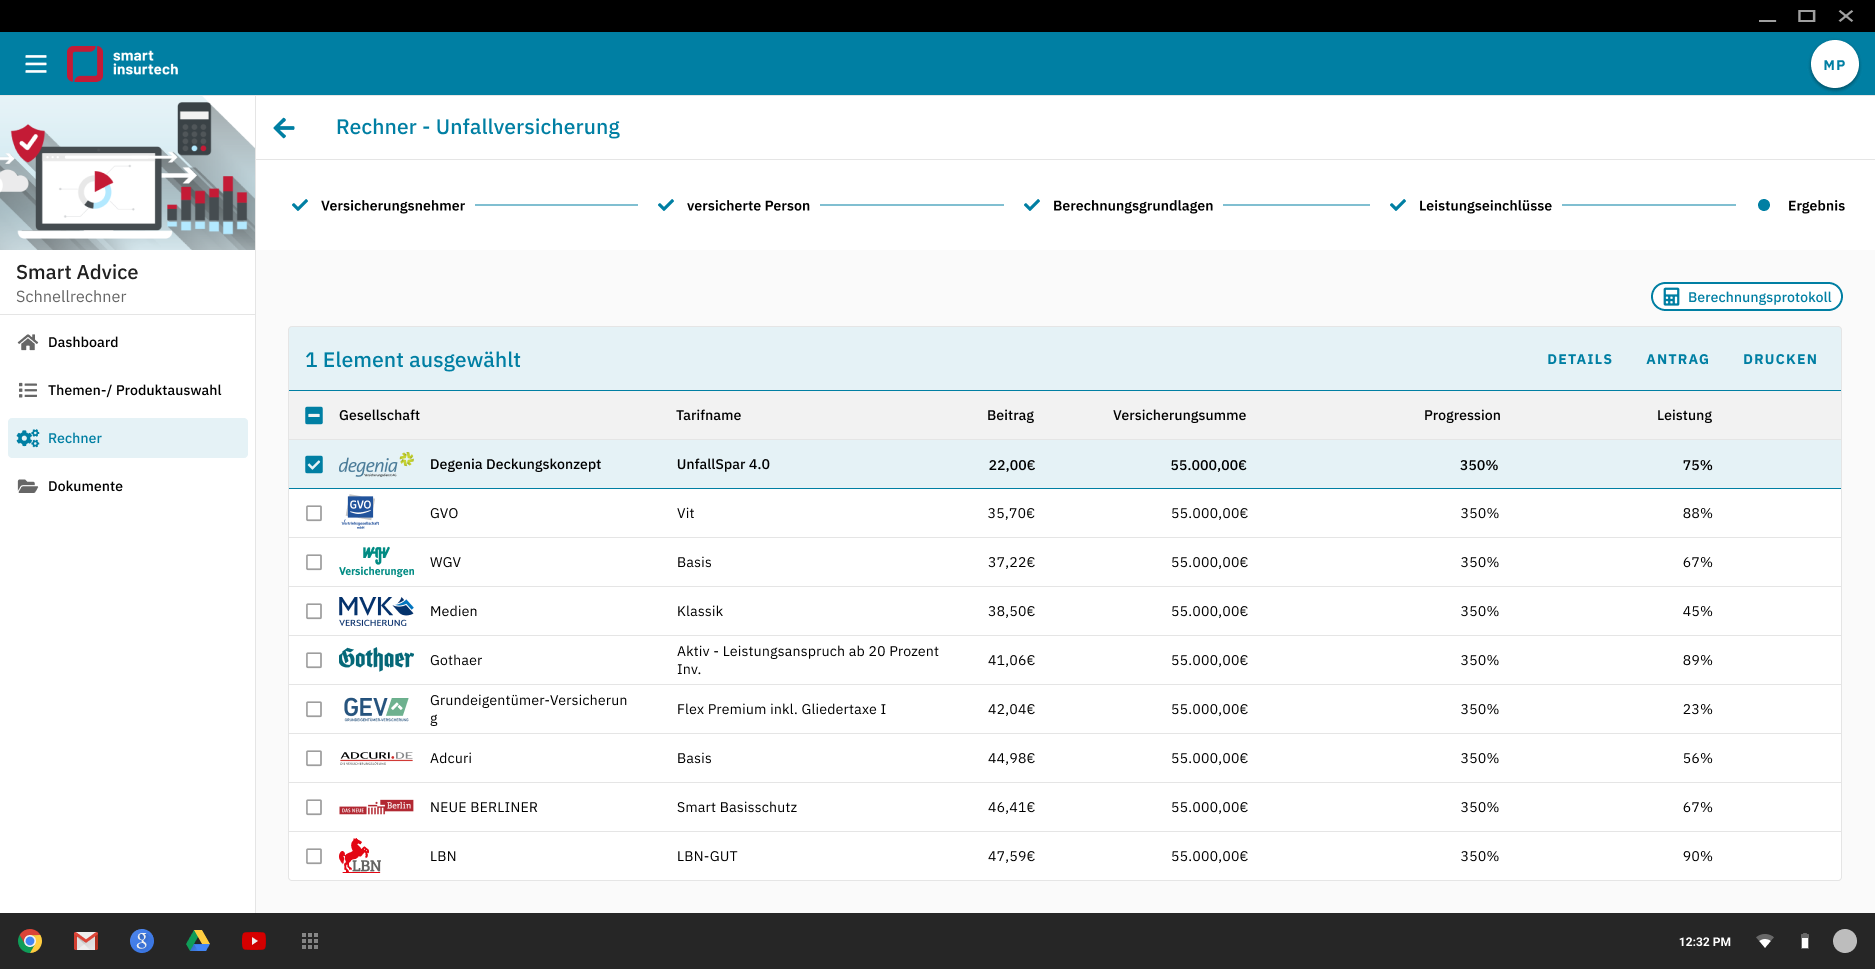 smart
insurtech
MP
Rechner - Unfallversicherung
Versicherungsnehmer
versicherte Person
Berechnungsgrundlagen
Leistungseinchlüsse
Ergebnis
Smart Advice
Schnellrechner
Dashboard
Themen-/ Produktauswahl
Rechner
Dokumente
Berechnungsprotokoll
1 Element ausgewählt
DETAILS ANTRAG DRUCKEN
Gesellschaft Tarifname Beitrag Versicherungsumme Progression Leistung
degenia Degenia Deckungskonzept UnfallSpar 4.0 22,00€ 55.000,00€ 350% 75%
GVO GVO Vit 35,70€ 55.000,00€ 350% 88%
wgv
Versicherungen WGV Basis 37,22€ 55.000,00€ 350% 67%
MVK
VERSICHERUNG Medien Klassik 38,50€ 55.000,00€ 350% 45%
Gothaer Gothaer Aktiv - Leistungsanspruch ab 20 Prozent
Inv. 41,06€ 55.000,00€ 350% 89%
GEV Grundeigentümer-Versicherun
g Flex Premium inkl. Gliedertaxe I 42,04€ 55.000,00€ 350% 23%
ADCURI.DE Adcuri Basis 44,98€ 55.000,00€ 350% 56%
DAS NEUE Berlin NEUE BERLINER Smart Basisschutz 46,41€ 55.000,00€ 350% 67%
LBN LBN LBN-GUT 47,59€ 55.000,00€ 350% 90%
12:32 PM